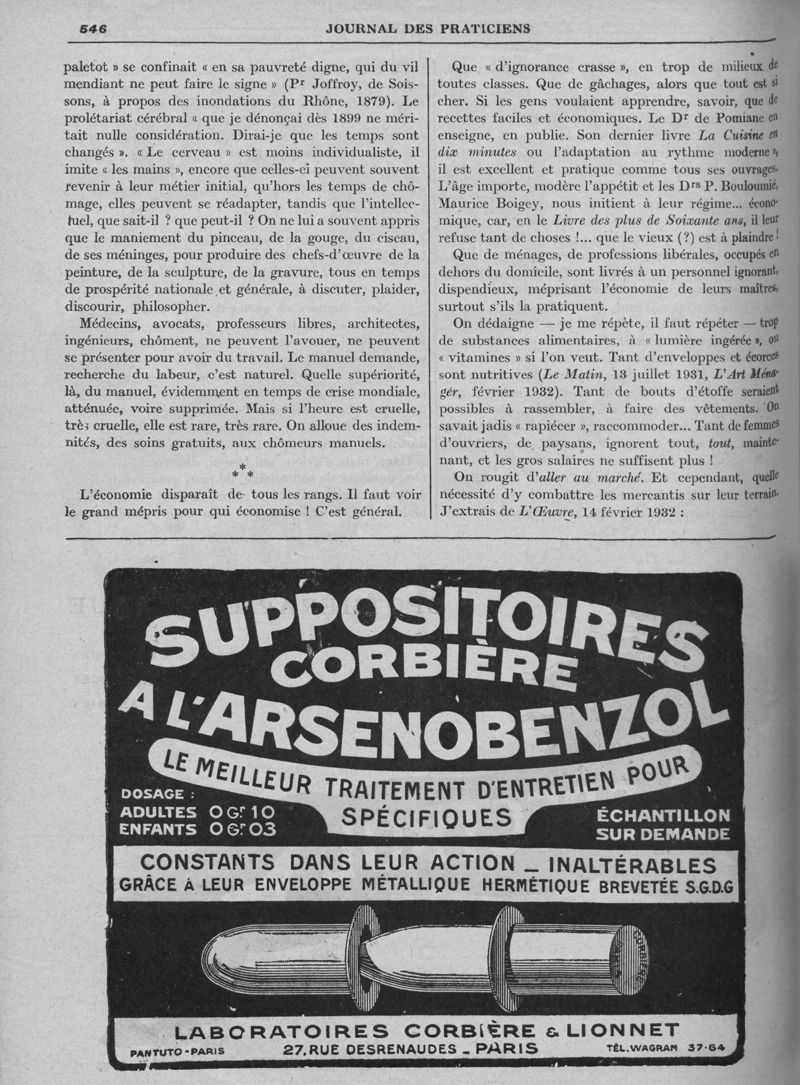 546
JOURNAL DES PRATICIENS
paletot » se confinait « en sa pauvreté digne, qui du vil
mendiant ne peut faire le signe » (Pr Joffroy, de Sois-
sons, à propos des inondations du Rhône, 1879). Le
prolétariat cérébral « que je dénonçai dès 1899 ne méri-
tait nulle considération. Dirai-je que les temps sont
changés ». « Le cerveau » est moins individualiste, il
imite « les mains », encore que celles-ci peuvent souvent
revenir à leur métier initial, qu'hors les temps de chô-
mage, elles peuvent se réadapter, tandis que l'intellec-
tuel, que sait-il ? que peut-il ? On ne lui a souvent appris
que le maniement du pinceau, de la gouge, du ciseau,
de ses méninges, pour produire des chefs-d'œuvre de la
peinture, de la sculpture, de la gravure, tous en temps
de prospérité nationale et générale, à discuter, plaider,
discourir, philosopher.
Médecins, avocats, professeurs libres, architectes,
ingénieurs, chôment, ne peuvent l'avouer, ne peuvent
se présenter pour avoir du travail. Le manuel demande,
recherche du labeur, c'est naturel. Quelle supériorité,
là, du manuel, évidemment en temps de crise mondiale,
atténuée, voire supprimée. Mais si l'heure est cruelle,
très cruelle, elle est rare, très rare. On alloue des indem-
nités, des soins gratuits, aux chômeurs manuels.
*
* *
L'économie disparaît de tous les rangs. Il faut voir
le grand mépris pour qui économise ! C'est général.
Que « d'ignorance crasse », en trop de milieux de
toutes classes. Que de gâchages, alors que tout est si
cher. Si les gens voulaient apprendre, savoir, que de
recettes faciles et économiques. Le Dr de Pomiane en
enseigne, en publie. Son dernier livre La Cuisine en
dix minutes ou l'adaptation au rythme moderne »,
il est excellent et pratique comme tous ses ouvrages.
L'âge importe, modère l'appétit et les Drs P. Bouloumié,
Maurice Boigey, nous initient à leur régime... écono-
mique, car, en le Livre des plus de Soixante ans, il leur
refuse tant de choses !... que le vieux (?) est à plaindre !
Que de ménages, de professions libérales, occupés en
dehors du domicile, sont livrés à un personnel ignorant,
dispendieux, méprisant l'économie de leurs maîtres,
surtout s'ils la pratiquent.
On dédaigne — je me répète, il faut répéter — trop
de substances alimentaires, à « lumière ingérée », ou
« vitamines » si l'on veut. Tant d'enveloppes et écorces
sont nutritives (Le Matin, 13 juillet 1931, L'Art Ména-
ger, février 1932). Tant de bouts d'étoffe seraient
possibles à rassembler, à faire des vêtements. On
savait jadis « rapiécer », raccommoder... Tant de femmes
d'ouvriers, de paysans, ignorent tout, tout, mainte-
nant, et les gros salaires ne suffisent plus !
On rougit d'aller au marché. Et cependant, quelle
nécessité d'y combattre les mercantis sur leur terrain.
J'extrais de L'Œuvre, 14 février 1932 :
SUPPOSITOIRES
CORBIÈRE
A L'ARSENOBENZOL
LE MEILLEUR TRAITEMENT D'ENTRETIEN POUR
SPÉCIFIQUES
DOSAGE :
ADULTES 0 Gr 10
ENFANTS 0 Gr 03
ÉCHANTILLON
SUR DEMANDE
CONSTANTS DANS LEUR ACTION _ INALTÉRABLES
GRÂCE A LEUR ENVELOPPE MÉTALLIQUE HERMÉTIQUE BREVETÉE S.G.D.G
CORBIÈRE
LABORATOIRES CORBIÈRE & LIONNET
PANTUTO-PARIS
27, RUE DESRENAUDES _ PARIS
TÉL. WAGRAM 37-64